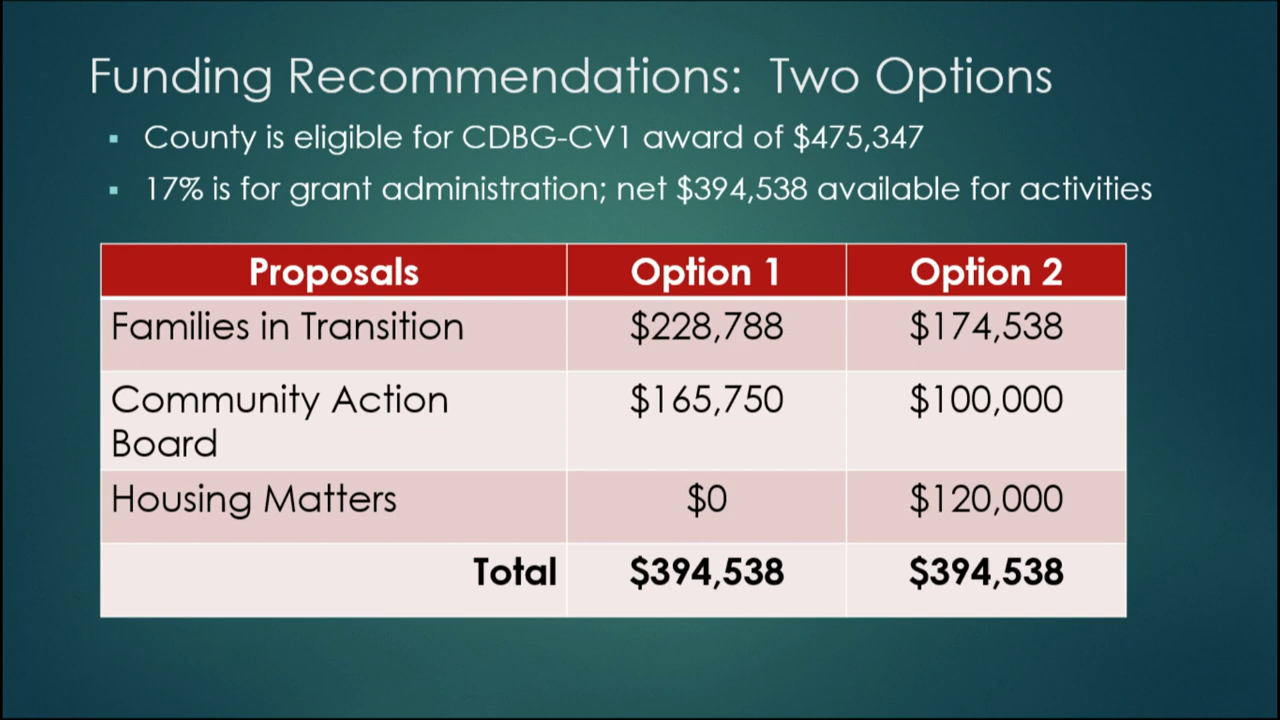 Funding Recommendations: Two Options
County is eligible for CDBG-CV1 award of $475,347
17% is for grant administration; net $394,538 available for activities
Proposals Option 1 Option 2
Families in Transition $228,788 $174,538
Community Action $165,750 $100,000
Board
Housing Matters $0 $120,000
Total $394,538 $394,538